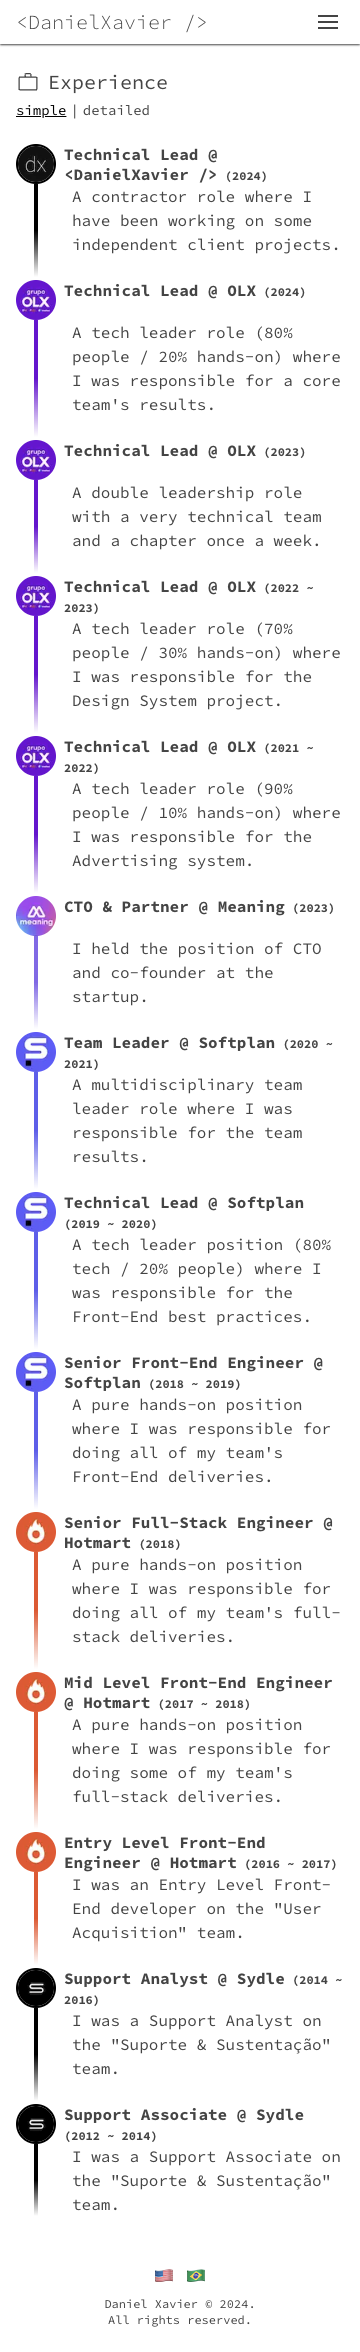 <DanielXavier />
Experience
simple | detailed
dx
Technical Lead @
<DanielXavier /> (2024)
A contractor role where I
have been working on some
independent client projects.
grupo
OLX
Technical Lead @ OLX (2024)
A tech leader role (80%
people / 20% hands-on) where
I was responsible for a core
team's results.
grupo
OLX
Technical Lead @ OLX (2023)
A double leadership role
with a very technical team
and a chapter once a week.
grupo
OLX
Technical Lead @ OLX (2022 ~
2023)
A tech leader role (70%
people / 30% hands-on) where
I was responsible for the
Design System project.
grupo
OLX
Technical Lead @ OLX (2021 ~
2022)
A tech leader role (90%
people / 10% hands-on) where
I was responsible for the
Advertising system.
meaning
CTO & Partner @ Meaning (2023)
I held the position of CTO
and co-founder at the
startup.
Team Leader @ Softplan (2020 ~
2021)
A multidisciplinary team
leader role where I was
responsible for the team
results.
Technical Lead @ Softplan
(2019 ~ 2020)
A tech leader position (80%
tech / 20% people) where I
was responsible for the
Front-End best practices.
Senior Front-End Engineer @
Softplan (2018 ~ 2019)
A pure hands-on position
where I was responsible for
doing all of my team's
Front-End deliveries.
Senior Full-Stack Engineer @
Hotmart (2018)
A pure hands-on position
where I was responsible for
doing all of my team's full-
stack deliveries.
Mid Level Front-End Engineer
@ Hotmart (2017 ~ 2018)
A pure hands-on position
where I was responsible for
doing some of my team's
full-stack deliveries.
Entry Level Front-End
Engineer @ Hotmart (2016 ~ 2017)
I was an Entry Level Front-
End developer on the "User
Acquisition" team.
Support Analyst @ Sydle (2014 ~
2016)
I was a Support Analyst on
the "Suporte & Sustentação"
team.
Support Associate @ Sydle
(2012 ~ 2014)
I was a Support Associate on
the "Suporte & Sustentação"
team.
Daniel Xavier © 2024.
All rights reserved.